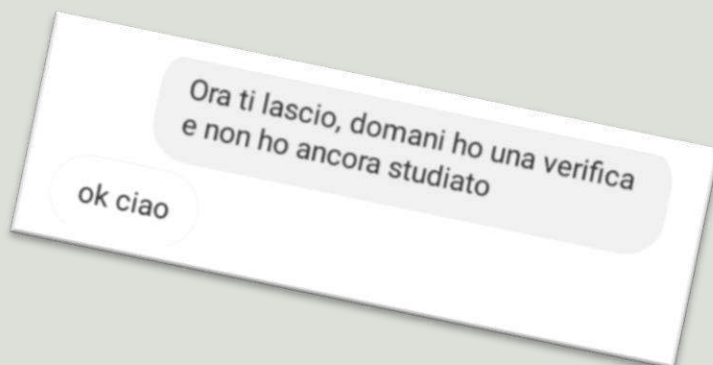 Ora ti lascio, domani ho una verifica
e non ho ancora studiato
ok ciao